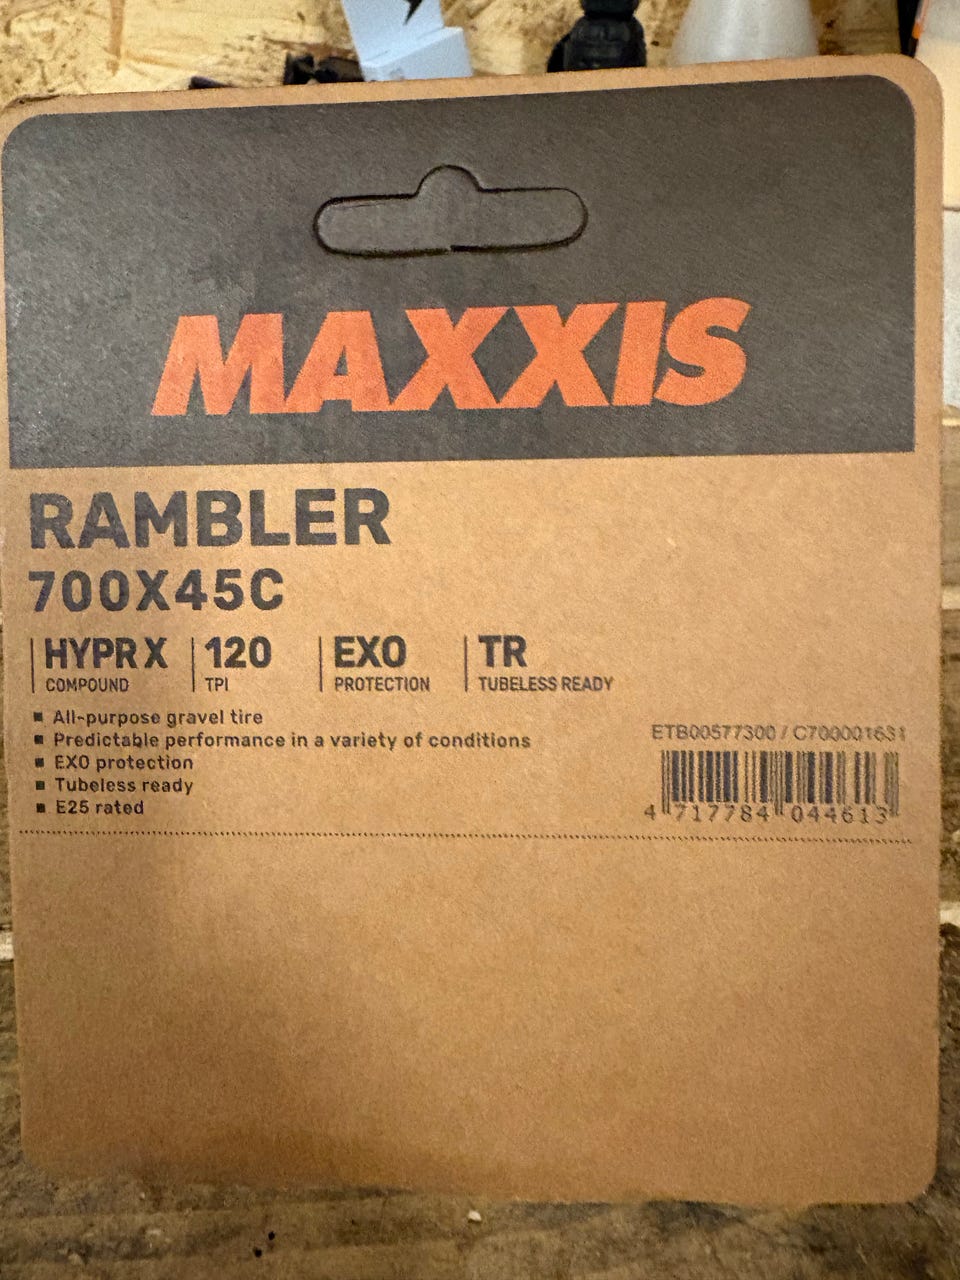 MAXXIS
RAMBLER
700X45C
HYPR X COMPOUND
120 TPI
EXO PROTECTION
TR TUBELESS READY
All-purpose gravel tire
Predictable performance in a variety of conditions
EXO protection
Tubeless ready
E25 rated
ETB00577300 / C700001631
4 717784 044613